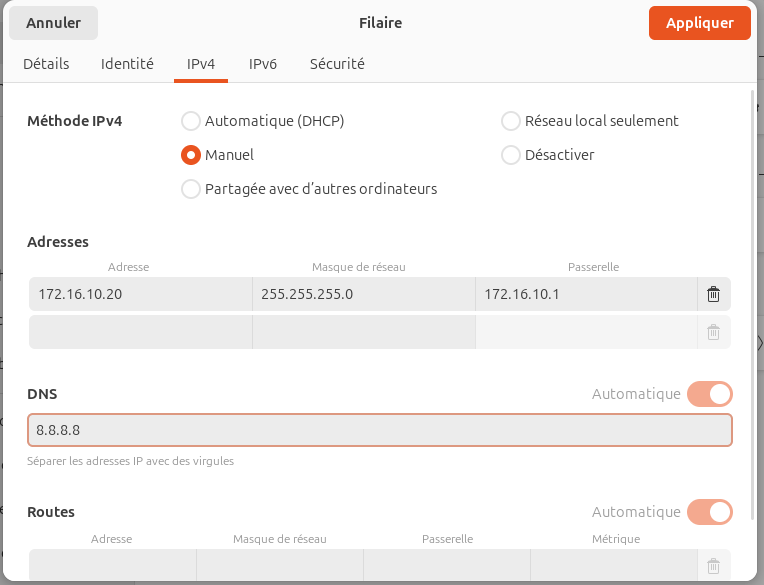 Annuler
Filaire
Appliquer
Détails
Identité
IPv4
IPv6
Sécurité
Méthode IPv4
Automatique (DHCP)
Réseau local seulement
Manuel
Désactiver
Partagée avec d’autres ordinateurs
Adresses
Adresse
Masque de réseau
Passerelle
172.16.10.20
255.255.255.0
172.16.10.1
DNS
Automatique
8.8.8.8
Séparer les adresses IP avec des virgules
Routes
Automatique
Adresse
Masque de réseau
Passerelle
Métrique